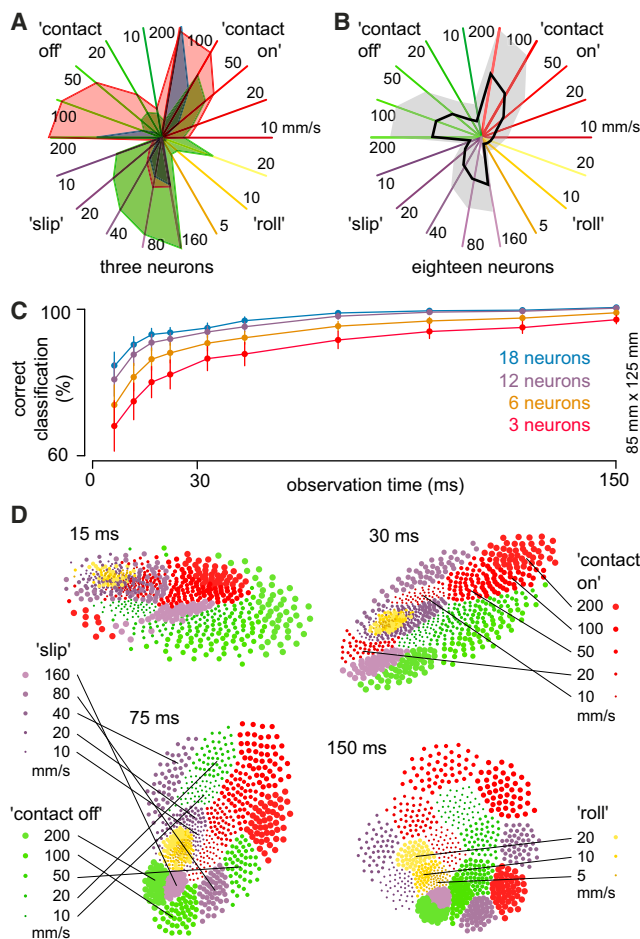 A
'contact off'
20
10
200
'contact on'
100
50
50
20
100
10 mm/s
200
20
10
10
20
'slip'
'roll'
40
5
80
160
three neurons
B
'contact off'
20
10
200
'contact on'
100
50
50
20
100
10 mm/s
200
20
10
10
20
'slip'
'roll'
40
5
80
160
eighteen neurons
C
100
correct
classification
(%)
60
18 neurons
12 neurons
6 neurons
3 neurons
85 mm x 125 mm
0
30
150
observation time (ms)
D
15 ms
30 ms
'contact
on'
200
100
50
20
10
mm/s
'slip'
160
80
40
20
10
mm/s
75 ms
150 ms
'contact off'
200
100
50
20
10
mm/s
'roll'
20
10
5
mm/s